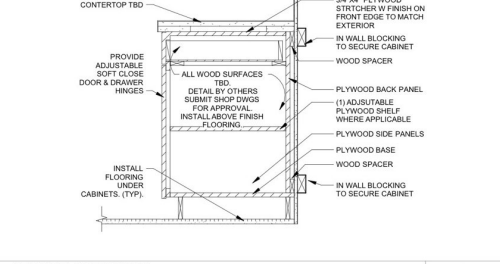 CONTERTOP TBD
3/4"X4" PLYWOOD
STRTCHER W FINISH ON
FRONT EDGE TO MATCH
EXTERIOR
IN WALL BLOCKING
TO SECURE CABINET
WOOD SPACER
PROVIDE
ADJUSTABLE
SOFT CLOSE
DOOR & DRAWER
HINGES
ALL WOOD SURFACES
TBD.
DETAIL BY OTHERS
SUBMIT SHOP DWGS
FOR APPROVAL.
INSTALL ABOVE FINISH
FLOORING.
PLYWOOD BACK PANEL
(1) ADJSUTABLE
PLYWOOD SHELF
WHERE APPLICABLE
PLYWOOD SIDE PANELS
PLYWOOD BASE
WOOD SPACER
INSTALL
FLOORING
UNDER
CABINETS. (TYP).
IN WALL BLOCKING
TO SECURE CABINET